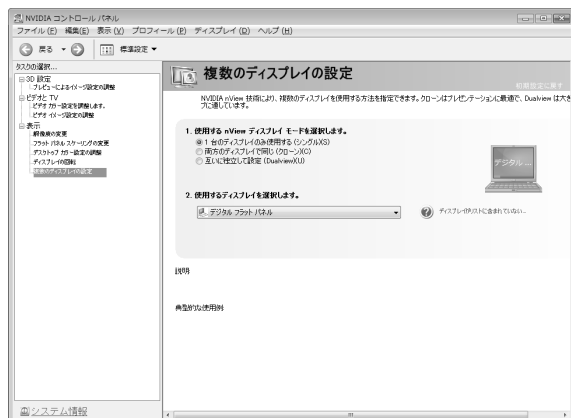 NVIDIA コントロール パネル
ファイル(F) 編集(E) 表示(V) プロフィール(P) ディスプレイ(D) ヘルプ(H)
戻る 標準設定
タスクの選択...
3D 設定
プレビューによるイメージ設定の調整
ビデオと TV
ビデオ カラー設定を調整します。
ビデオ イメージ設定の調整
表示
解像度の変更
フラット パネル スケーリングの変更
デスクトップ カラー設定の調整
ディスプレイの回転
複数のディスプレイの設定
システム情報
複数のディスプレイの設定
初期設定に戻す
NVIDIA nView 技術により、複数のディスプレイを使用する方法を指定できます。クローンはプレゼンテーションに最適で、Dualview は大き
プに適しています。
1. 使用する nView ディスプレイ モードを選択します。
1 台のディスプレイのみ使用する (シングル)(S)
両方のディスプレイで同じ (クローン)(C)
互いに独立して設定 (Dualview)(U)
デジタル ...
2. 使用するディスプレイを選択します。
デジタル フラット パネル
ディスプレイがリストに含まれていない...
説明
典型的な使用例